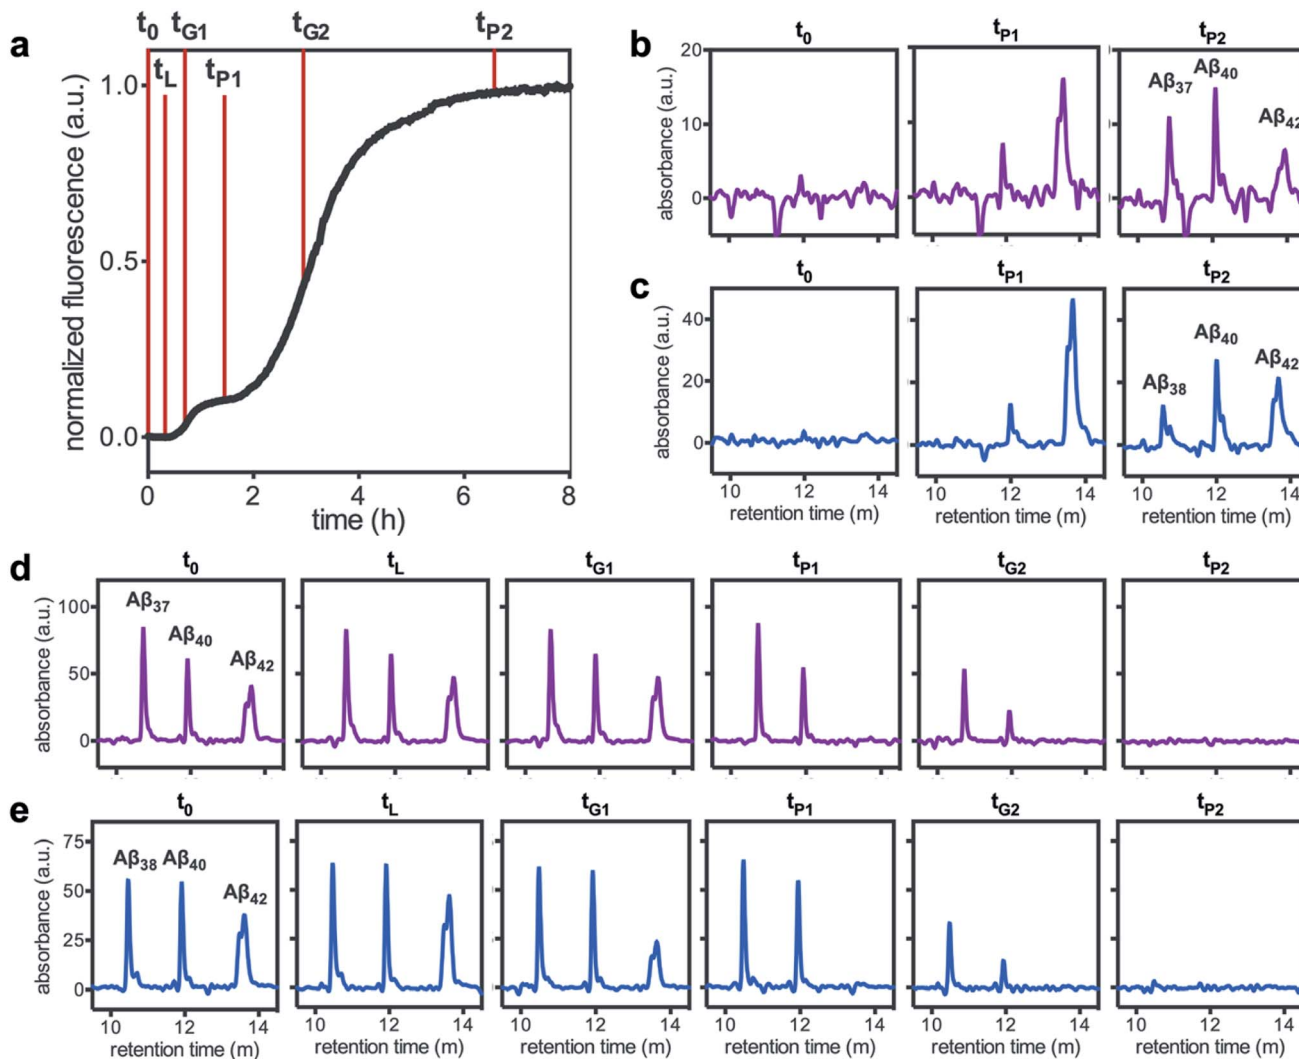 a
t0 tG1 tG2 tP2
tL tP1
normalized fluorescence (a.u.)
1.0
0.5
0.0
0 2 4 6 8
time (h)
b
t0 tP1 tP2
absorbance (a.u.)
20
10
0
Aβ37 Aβ40 Aβ42
c
t0 tP1 tP2
absorbance (a.u.)
40
20
0
Aβ38 Aβ40 Aβ42
10 12 14 10 12 14 10 12 14
retention time (m) retention time (m) retention time (m)
d
t0 tL tG1 tP1 tG2 tP2
absorbance (a.u.)
100
50
0
Aβ37 Aβ40 Aβ42
e
t0 tL tG1 tP1 tG2 tP2
absorbance (a.u.)
75
50
25
0
Aβ38 Aβ40 Aβ42
10 12 14 10 12 14 10 12 14 10 12 14 10 12 14 10 12 14
retention time (m) retention time (m) retention time (m) retention time (m) retention time (m) retention time (m)